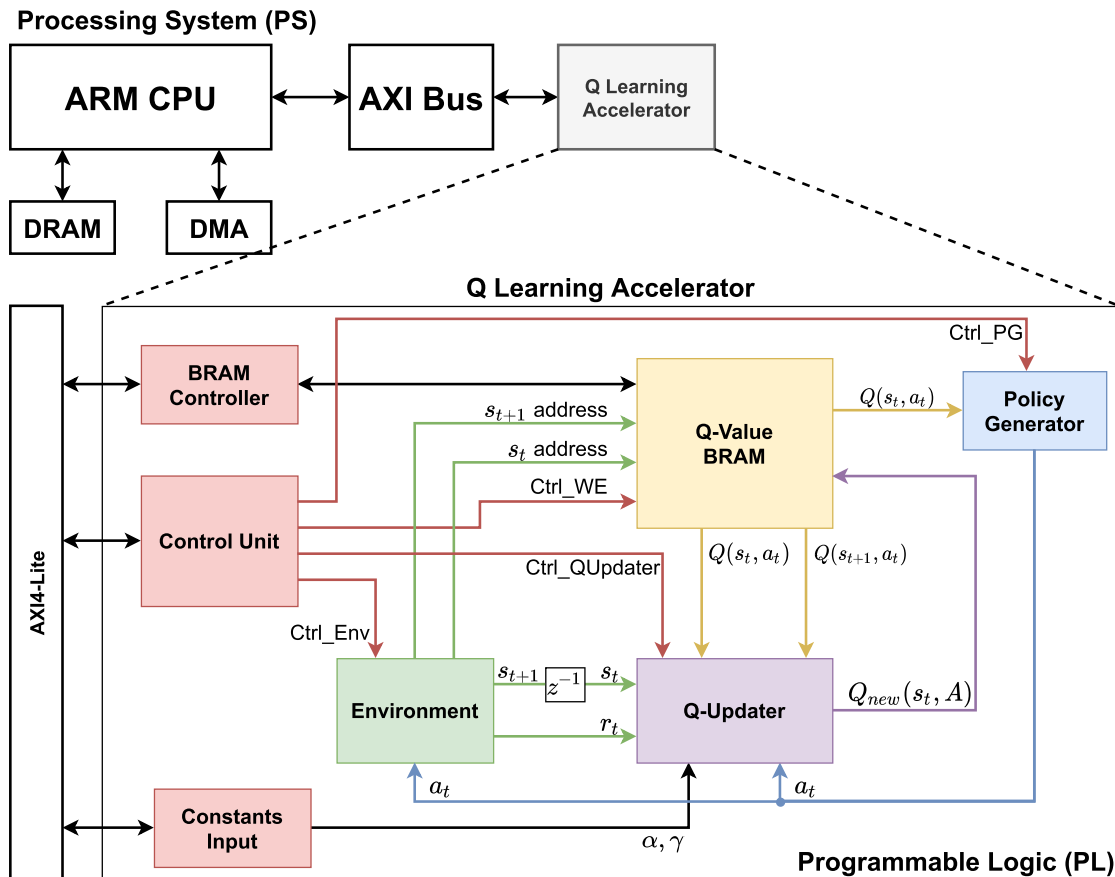 Processing System (PS)
ARM CPU
AXI Bus
Q Learning
Accelerator
DRAM
DMA
Q Learning Accelerator
AXI4-Lite
Ctrl_PG
BRAM
Controller
s_{t+1} address
s_t address
Q-Value
BRAM
Q(s_t, a_t)
Policy
Generator
Control Unit
Ctrl_WE
Ctrl_QUpdater
Q(s_t, a_t)
Q(s_{t+1}, a_t)
Ctrl_Env
Environment
s_{t+1}
z^{-1}
s_t
r_t
Q-Updater
Q_{new}(s_t, A)
a_t
a_t
Constants
Input
α, γ
Programmable Logic (PL)